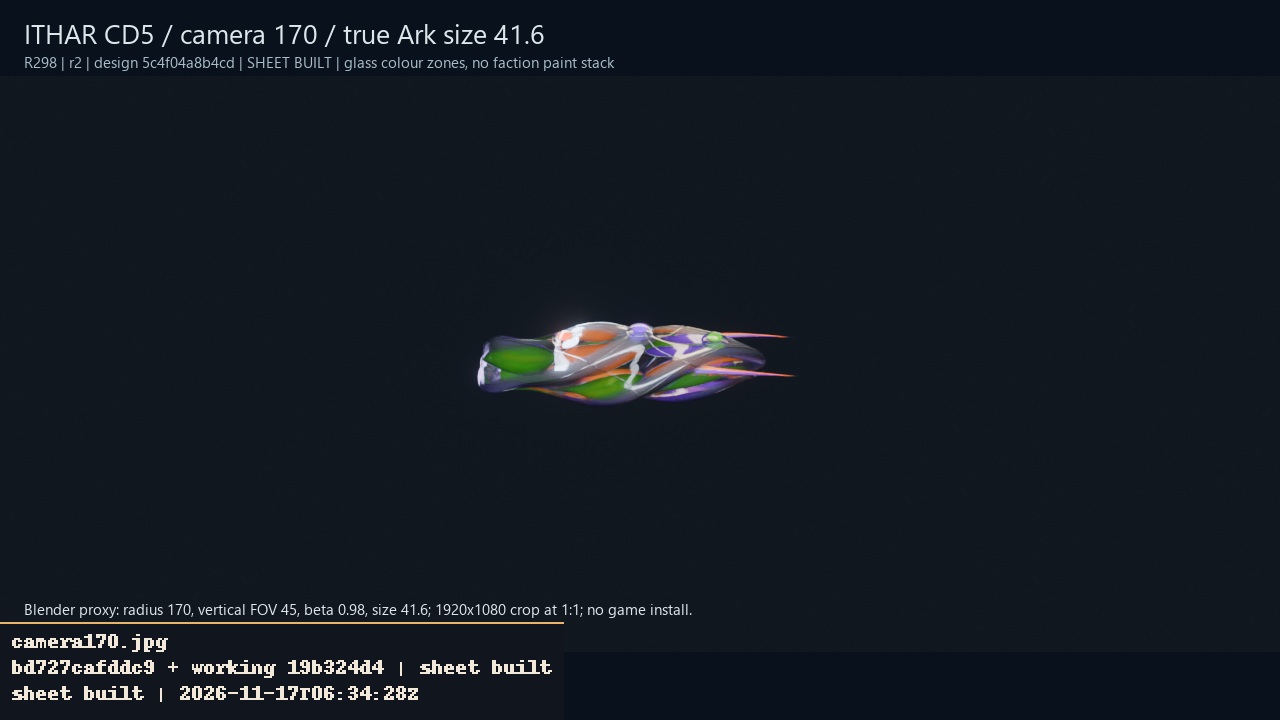 ITHAR CD5 / camera 170 / true Ark size 41.6
R298 | r2 | design 5c4f04a8b4cd | SHEET BUILT | glass colour zones, no faction paint stack
Blender proxy: radius 170, vertical FOV 45, beta 0.98, size 41.6; 1920x1080 crop at 1:1; no game install.
camera170.jpg
bd727cafddc9 + working 19b324d4 | sheet built
sheet built | 2026-11-17T06:34:28Z